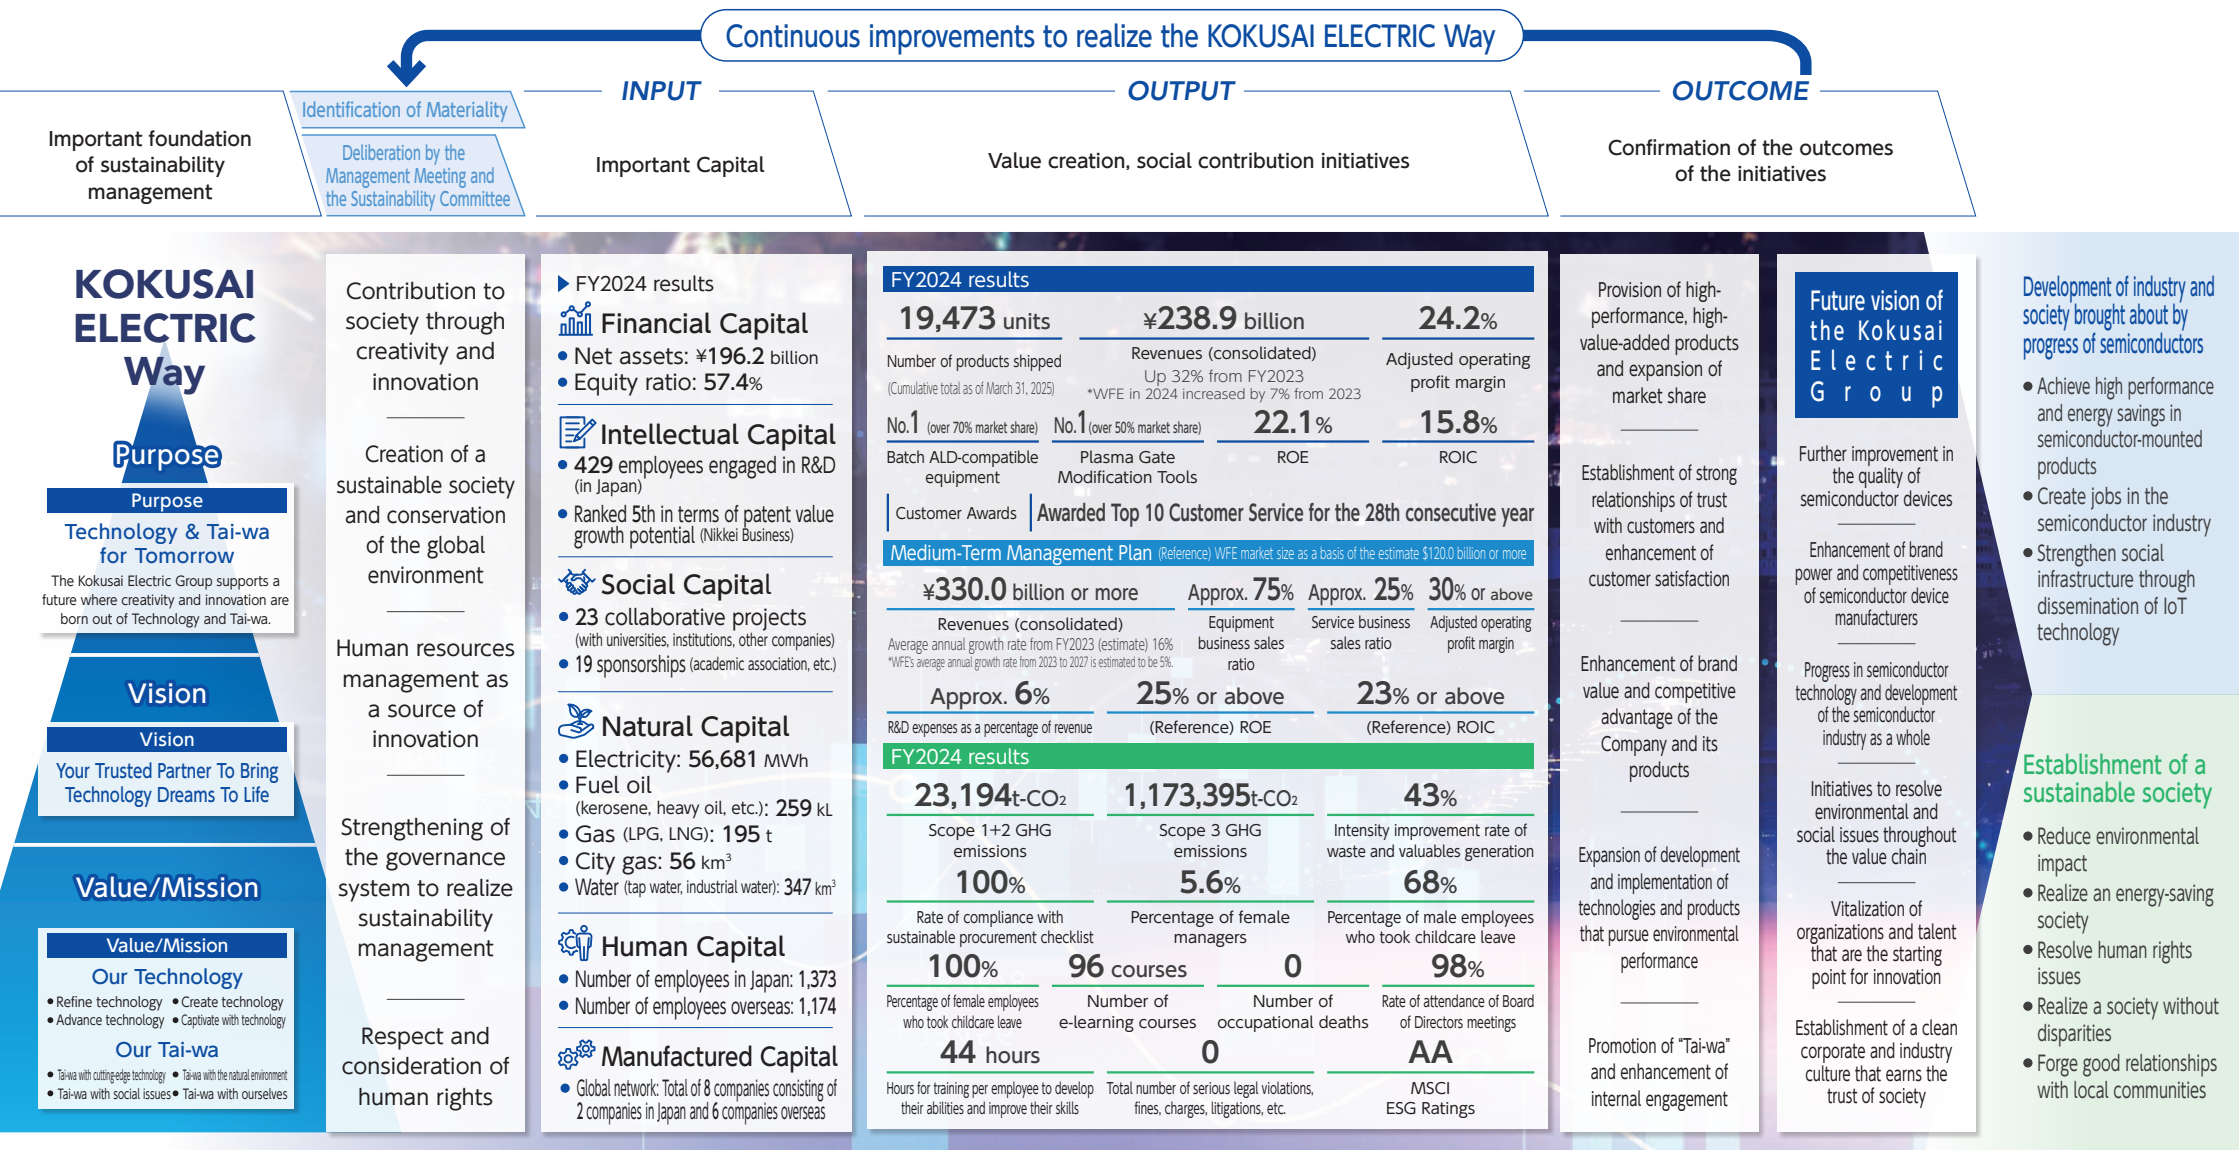 Continuous improvements to realize the KOKUSAI ELECTRIC Way
Important foundation
of sustainability
management
Identification of Materiality
Deliberation by the
Management Meeting and
the Sustainability Committee
INPUT
Important Capital
OUTPUT
Value creation, social contribution initiatives
OUTCOME
Confirmation of the outcomes
of the initiatives
KOKUSAI
ELECTRIC
Way
Purpose
Purpose
Technology & Tai-wa
for Tomorrow
The Kokusai Electric Group supports a
future where creativity and innovation are
born out of Technology and Tai-wa.
Vision
Vision
Your Trusted Partner To Bring
Technology Dreams To Life
Value/Mission
Value/Mission
Our Technology
• Refine technology • Create technology
• Advance technology • Captivate with technology
Our Tai-wa
• Tai-wa with cutting-edge technology • Tai-wa with the natural environment
• Tai-wa with social issues • Tai-wa with ourselves
Contribution to
society through
creativity and
innovation
Creation of a
sustainable society
and conservation
of the global
environment
Human resources
management as
a source of
innovation
Strengthening of
the governance
system to realize
sustainability
management
Respect and
consideration of
human rights
▶ FY2024 results
Financial Capital
• Net assets: ¥196.2 billion
• Equity ratio: 57.4%
Intellectual Capital
• 429 employees engaged in R&D
(in Japan)
• Ranked 5th in terms of patent value
growth potential (Nikkei Business)
Social Capital
• 23 collaborative projects
(with universities, institutions, other companies)
• 19 sponsorships (academic association, etc.)
Natural Capital
• Electricity: 56,681 MWh
• Fuel oil
(kerosene, heavy oil, etc.): 259 kL
• Gas (LPG, LNG): 195 t
• City gas: 56 km³
• Water (tap water, industrial water): 347 km³
Human Capital
• Number of employees in Japan: 1,373
• Number of employees overseas: 1,174
Manufactured Capital
• Global network: Total of 8 companies consisting of
2 companies in Japan and 6 companies overseas
FY2024 results
19,473 units
Number of products shipped
(Cumulative total as of March 31, 2025)
¥238.9 billion
Revenues (consolidated)
Up 32% from FY2023
*WFE in 2024 increased by 7% from 2023
24.2%
Adjusted operating
profit margin
No.1 (over 70% market share)
Batch ALD-compatible
equipment
No.1 (over 50% market share)
Plasma Gate
Modification Tools
22.1%
ROE
15.8%
ROIC
Customer Awards
Awarded Top 10 Customer Service for the 28th consecutive year
Medium-Term Management Plan (Reference) WFE market size as a basis of the estimate $120.0 billion or more
¥330.0 billion or more
Revenues (consolidated)
Average annual growth rate from FY2023 (estimate) 16%
*WFE's average annual growth rate from 2023 to 2027 is estimated to be 5%.
Approx. 75%
Equipment
business sales
ratio
Approx. 25%
Service business
sales ratio
30% or above
Adjusted operating
profit margin
Approx. 6%
R&D expenses as a percentage of revenue
25% or above
(Reference) ROE
23% or above
(Reference) ROIC
FY2024 results
23,194t-CO₂
Scope 1+2 GHG
emissions
1,173,395t-CO₂
Scope 3 GHG
emissions
43%
Intensity improvement rate of
waste and valuables generation
100%
Rate of compliance with
sustainable procurement checklist
5.6%
Percentage of female
managers
68%
Percentage of male employees
who took childcare leave
100%
Percentage of female employees
who took childcare leave
96 courses
Number of
e-learning courses
0
Number of
occupational deaths
98%
Rate of attendance of Board
of Directors meetings
44 hours
Hours for training per employee to develop
their abilities and improve their skills
0
Total number of serious legal violations,
fines, charges, litigations, etc.
AA
MSCI
ESG Ratings
Provision of high-
performance, high-
value-added products
and expansion of
market share
Establishment of strong
relationships of trust
with customers and
enhancement of
customer satisfaction
Enhancement of brand
value and competitive
advantage of the
Company and its
products
Expansion of development
and implementation of
technologies and products
that pursue environmental
performance
Promotion of "Tai-wa"
and enhancement of
internal engagement
Future vision of
the Kokusai
Electric
Group
Further improvement in
the quality of
semiconductor devices
Enhancement of brand
power and competitiveness
of semiconductor device
manufacturers
Progress in semiconductor
technology and development
of the semiconductor
industry as a whole
Initiatives to resolve
environmental and
social issues throughout
the value chain
Vitalization of
organizations and talent
that are the starting
point for innovation
Establishment of a clean
corporate and industry
culture that earns the
trust of society
Development of industry and
society brought about by
progress of semiconductors
• Achieve high performance
and energy savings in
semiconductor-mounted
products
• Create jobs in the
semiconductor industry
• Strengthen social
infrastructure through
dissemination of IoT
technology
Establishment of a
sustainable society
• Reduce environmental
impact
• Realize an energy-saving
society
• Resolve human rights
issues
• Realize a society without
disparities
• Forge good relationships
with local communities